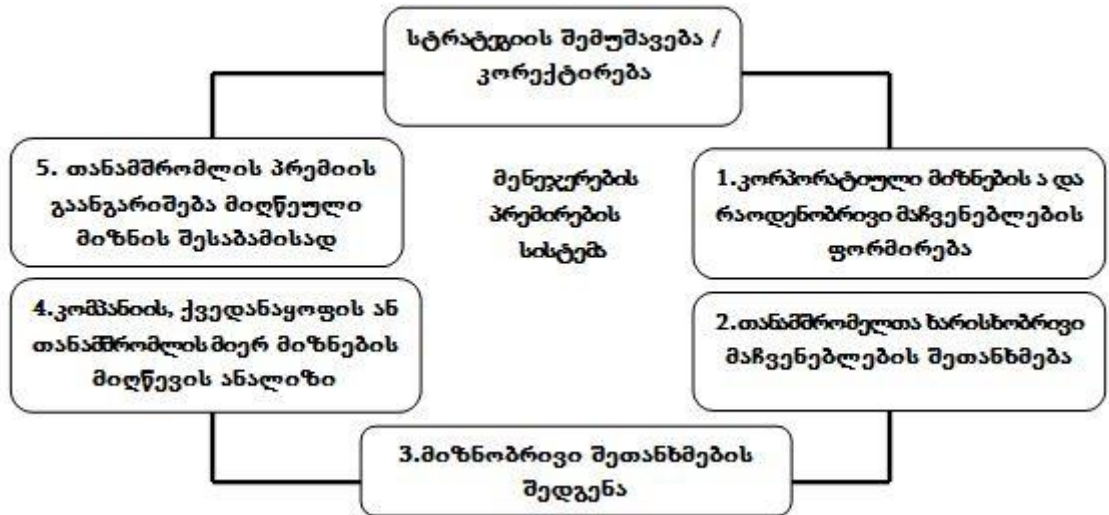 სტრატეგიის შემუშავება /
კორექტირება
5. თანამშრომლის პრემიის
გაანგარიშება მიღწეული
მიზნის შესაბამისად
მენეჯერების
პრემირების
სისტემა
1.კორპორატიული მიზნების ა და
რაოდენობრივი მაჩვენებლების
ფორმირება
4.კომპანიის, ქვედანაყოფის ან
თანამშრომლის მიერ მიზნების
მიღწევის ანალიზი
2.თანამშრომელთა ხარისხობრივი
მაჩვენებლების შეთანხმება
3.მიზნობრივი შეთანხმების
შედგენა